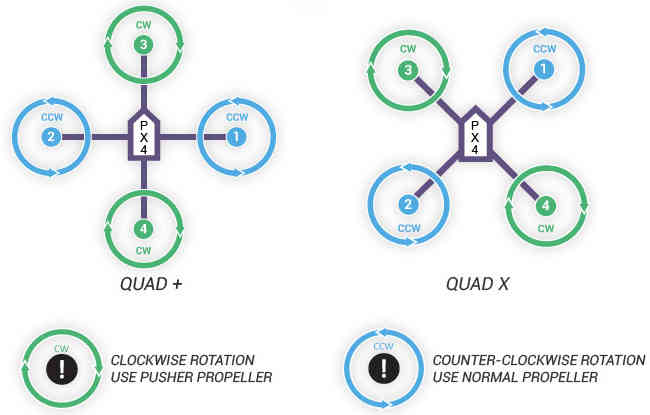 CW
3
CCW
2
P
X
4
CCW
1
4
CW
QUAD +
CW
3
CCW
1
P
X
4
2
CCW
4
CW
QUAD X
CW
!
CLOCKWISE ROTATION
USE PUSHER PROPELLER
CCW
!
COUNTER-CLOCKWISE ROTATION
USE NORMAL PROPELLER